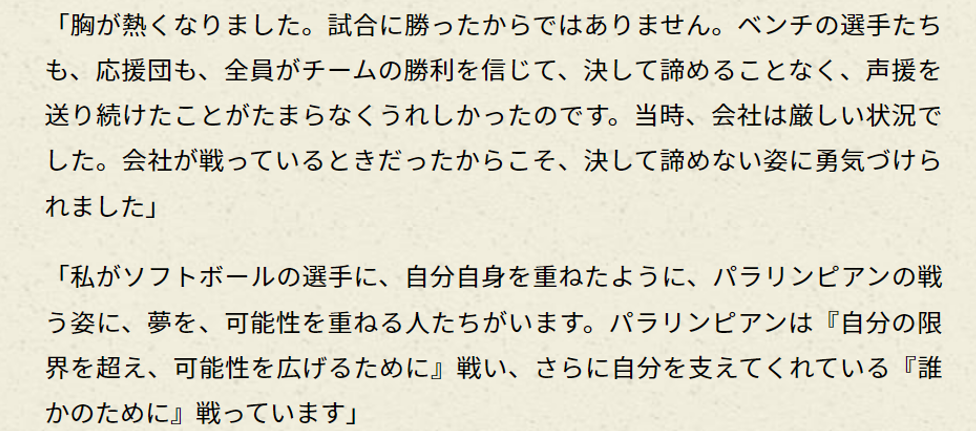 「胸が熱くなりました。試合に勝ったからではありません。ベンチの選手たち
も、応援団も、全員がチームの勝利を信じて、決して諦めることなく、声援を
送り続けたことがたまらなくうれしかったのです。当時、会社は厳しい状況で
した。会社が戦っているときだったからこそ、決して諦めない姿に勇気づけら
れました」
「私がソフトボールの選手に、自分自身を重ねたように、パラリンピアンの戦
う姿に、夢を、可能性を重ねる人たちがいます。パラリンピアンは『自分の限
界を超え、可能性を広げるために』戦い、さらに自分を支えてくれている『誰
かのために』戦っています」